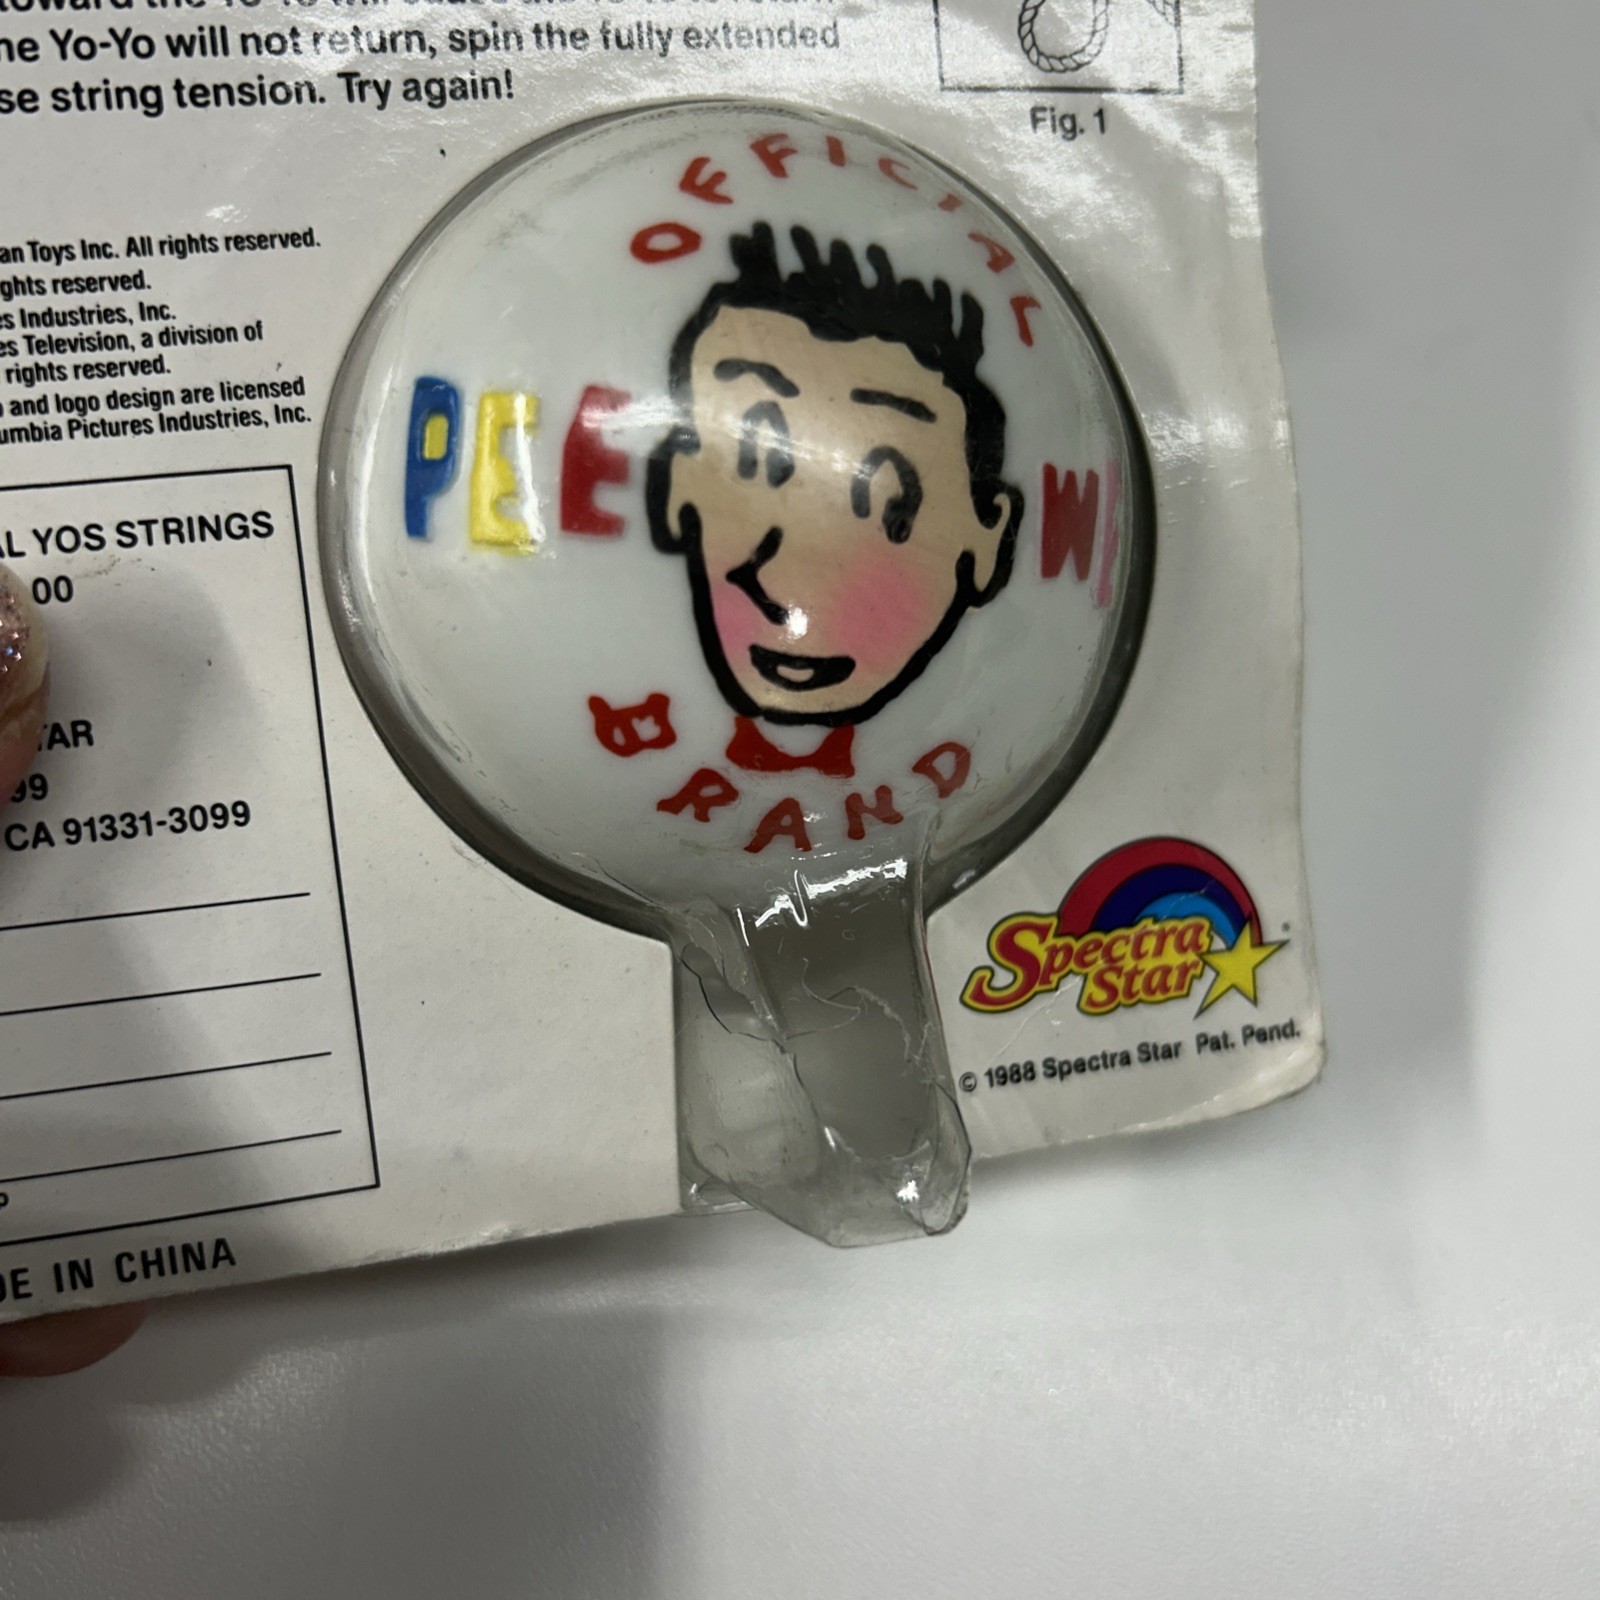 he Yo-Yo will not return, spin the fully extended
se string tension. Try again!
Fig. 1
an Toys Inc. All rights reserved.
ghts reserved.
es Industries, Inc.
es Television, a division of
rights reserved.
and logo design are licensed
umbia Pictures Industries, Inc.
AL YOS STRINGS
00
TAR
99
CA 91331-3099
P
DE IN CHINA
OFFICIAL
PEE W
BRAND
Spectra
Star
© 1988 Spectra Star Pat. Pend.